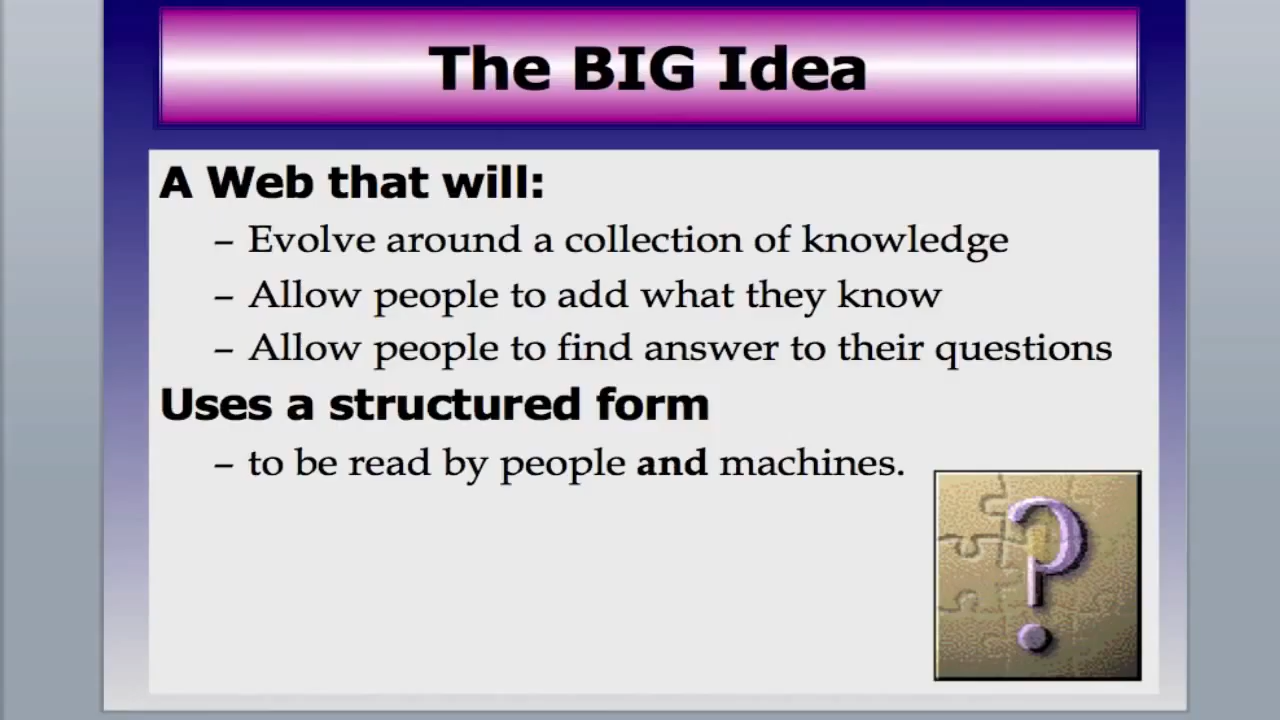 The BIG Idea
A Web that will:
– Evolve around a collection of knowledge
– Allow people to add what they know
– Allow people to find answer to their questions
Uses a structured form
– to be read by people and machines.
?